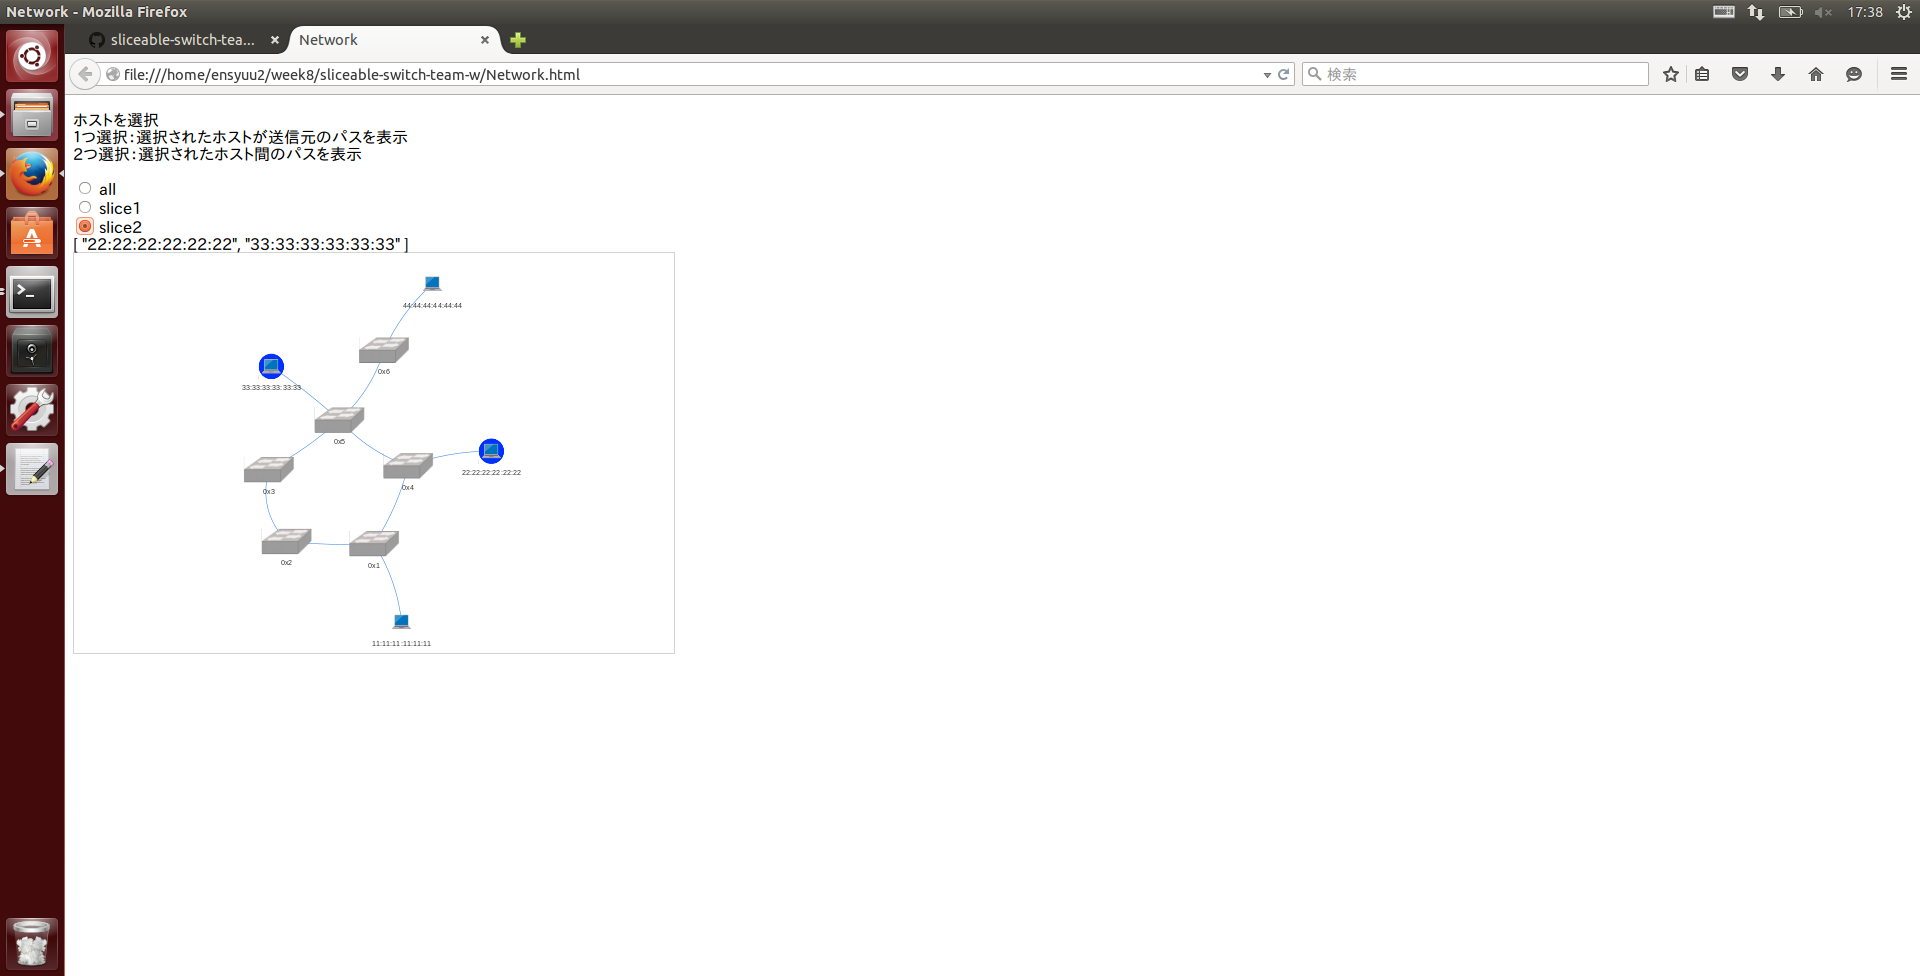 Network - Mozilla Firefox
17:38
sliceable-switch-tea...
Network
file:///home/ensyuu2/week8/sliceable-switch-team-w/Network.html
検索
ホストを選択
1つ選択：選択されたホストが送信元のパスを表示
2つ選択：選択されたホスト間のパスを表示
all
slice1
slice2
[ "22:22:22:22:22:22", "33:33:33:33:33:33" ]
44:44:44:44:44:44
0x6
33:33:33:33:33:33
0x5
22:22:22:22:22:22
0x3
0x4
0x2
0x1
11:11:11:11:11:11